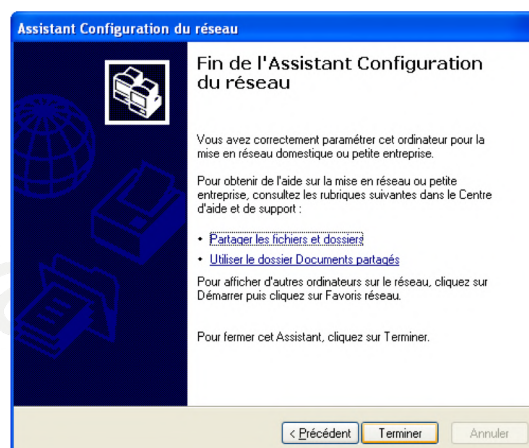 Assistant Configuration du réseau
Fin de l'Assistant Configuration
du réseau
Vous avez correctement paramétrer cet ordinateur pour la
mise en réseau domestique ou petite entreprise.
Pour obtenir de l'aide sur la mise en réseau ou petite
entreprise, consultez les rubriques suivantes dans le Centre
d'aide et de support :
• Partager les fichiers et dossiers
• Utiliser le dossier Documents partagés
Pour afficher d'autres ordinateurs sur le réseau, cliquez sur
Démarrer puis cliquez sur Favoris réseau.
Pour fermer cet Assistant, cliquez sur Terminer.
< Précédent Terminer Annuler